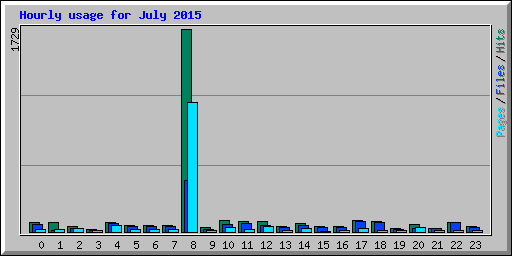 Hourly usage for July 2015
1729
Pages/Files/Hits
0 1 2 3 4 5 6 7 8 9 10 11 12 13 14 15 16 17 18 19 20 21 22 23